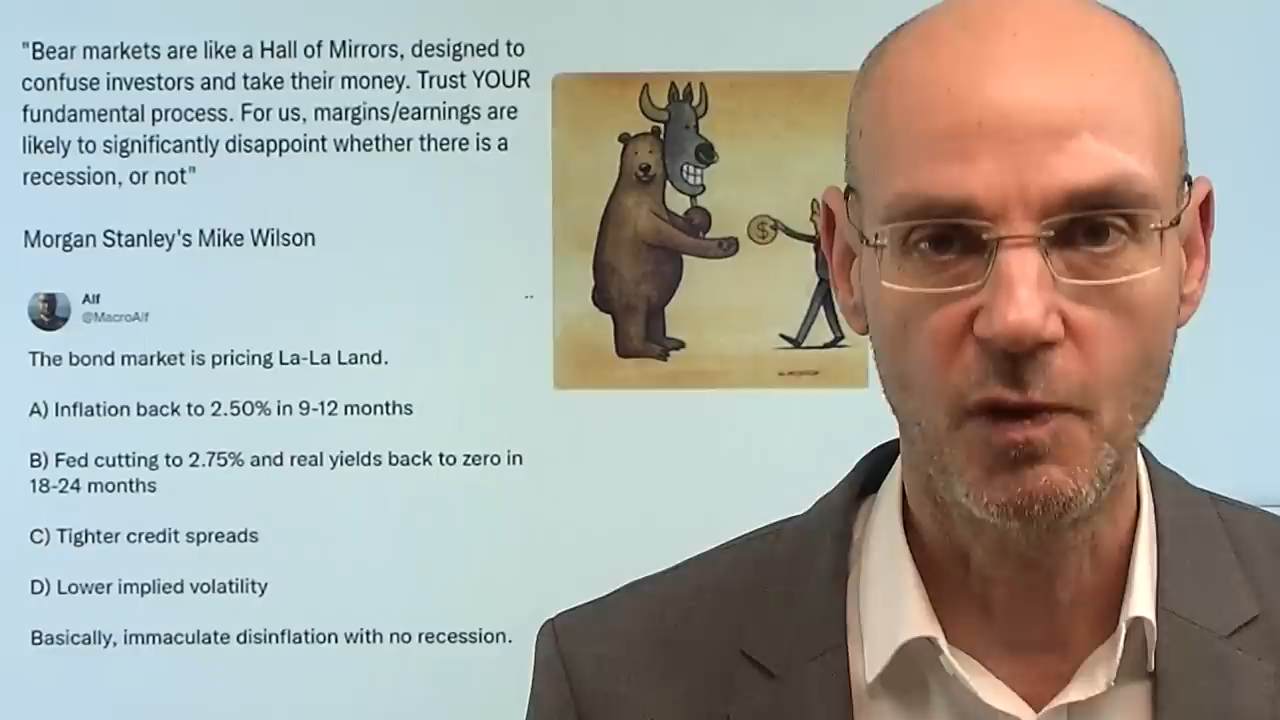 "Bear markets are like a Hall of Mirrors, designed to
confuse investors and take their money. Trust YOUR
fundamental process. For us, margins/earnings are
likely to significantly disappoint whether there is a
recession, or not"
Morgan Stanley's Mike Wilson
$
Alf
@MacroAlf
The bond market is pricing La-La Land.
A) Inflation back to 2.50% in 9-12 months
B) Fed cutting to 2.75% and real yields back to zero in
18-24 months
C) Tighter credit spreads
D) Lower implied volatility
Basically, immaculate disinflation with no recession.